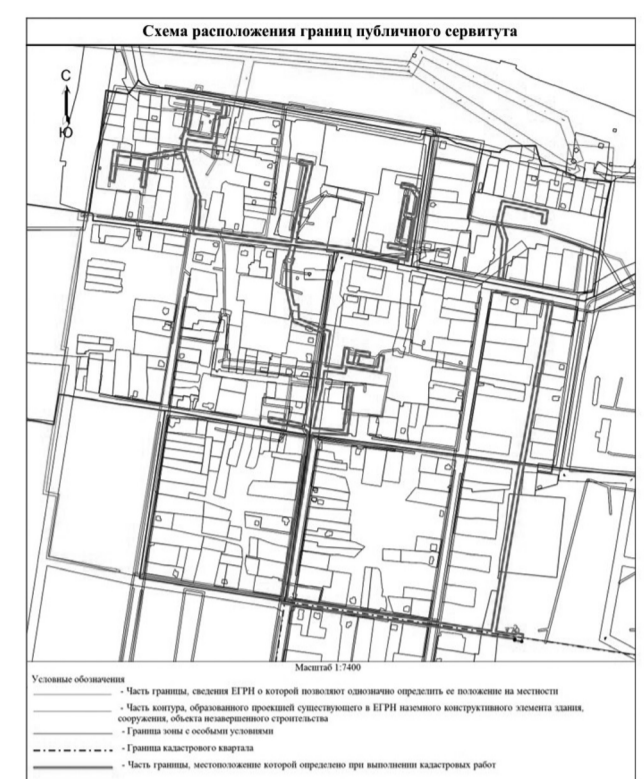 Схема расположения границ публичного сервитута
С
Ю
Масштаб 1:7400
Условные обозначения
- Часть границы, сведения ЕГРН о которой позволяют однозначно определить ее положение на местности
- Часть контура, образованного проекцией существующего в ЕГРН наземного конструктивного элемента здания,
сооружения, объекта незавершенного строительства
- Граница зоны с особыми условиями
- Граница кадастрового квартала
- Часть границы, местоположение которой определено при выполнении кадастровых работ